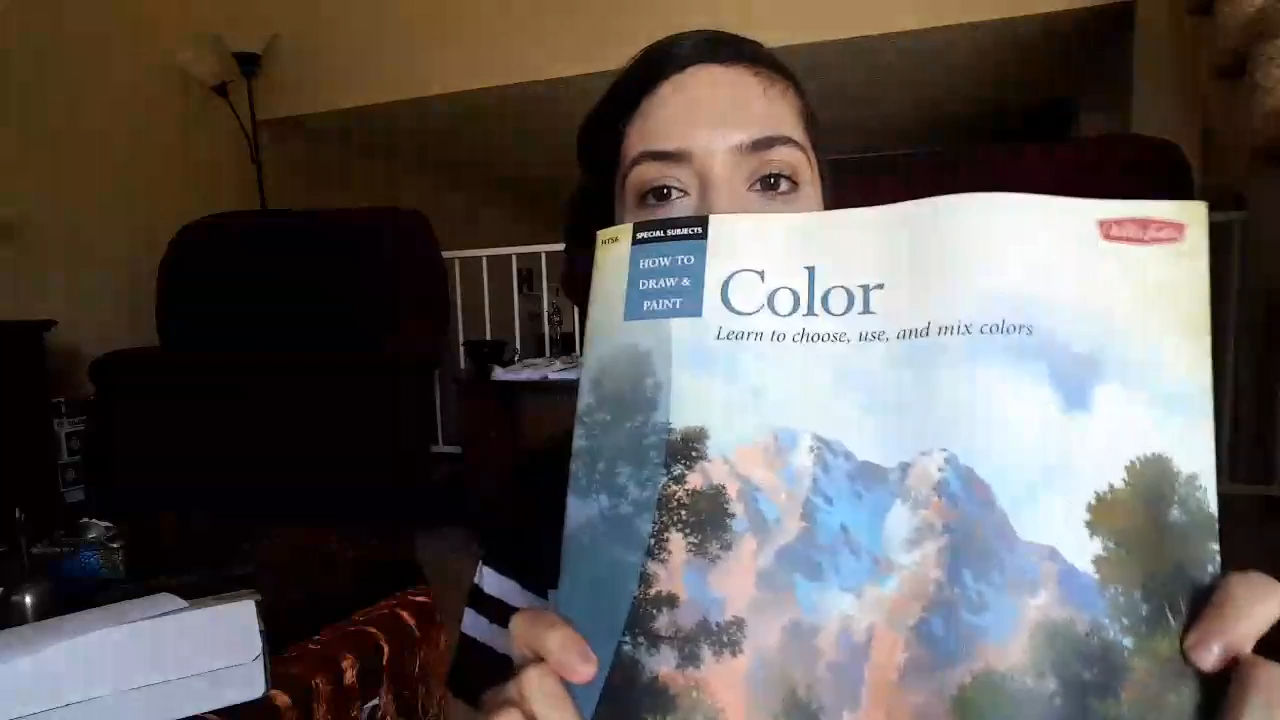 HT56
SPECIAL SUBJECTS
HOW TO
DRAW &
PAINT
Color
Learn to choose, use, and mix colors